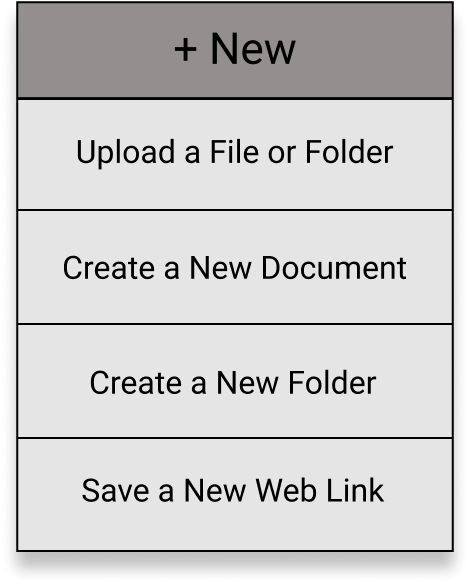 + New
Upload a File or Folder
Create a New Document
Create a New Folder
Save a New Web Link